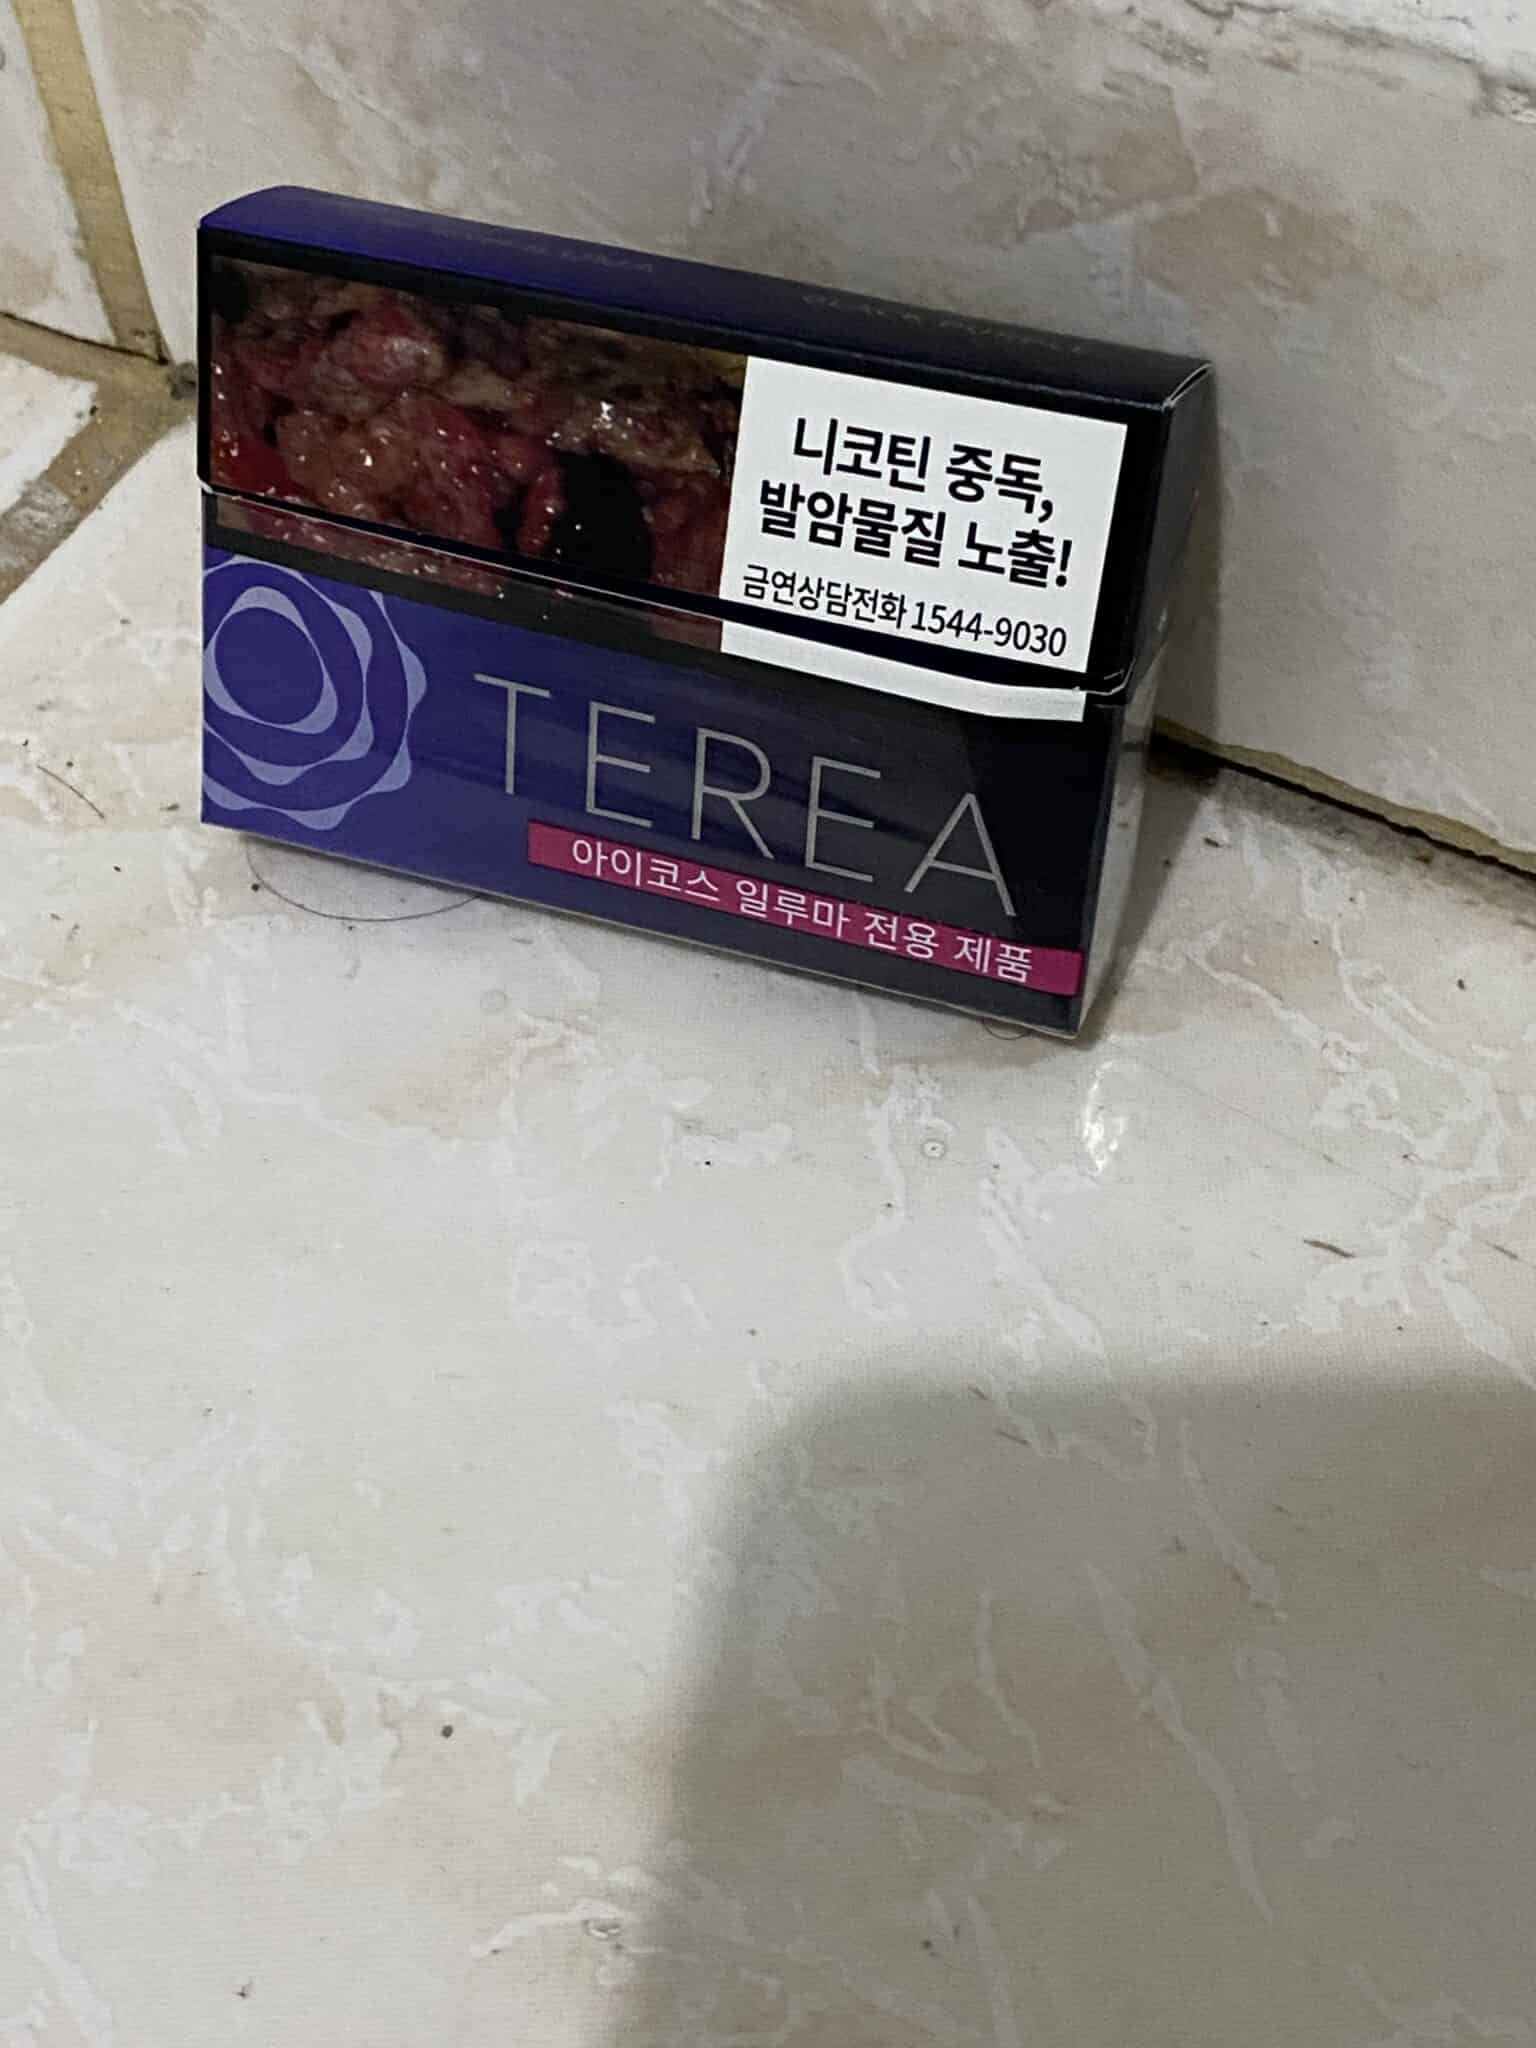 니코틴 중독,
발암물질 노출!
금연상담전화 1544-9030
TEREA
아이코스 일루마 전용 제품